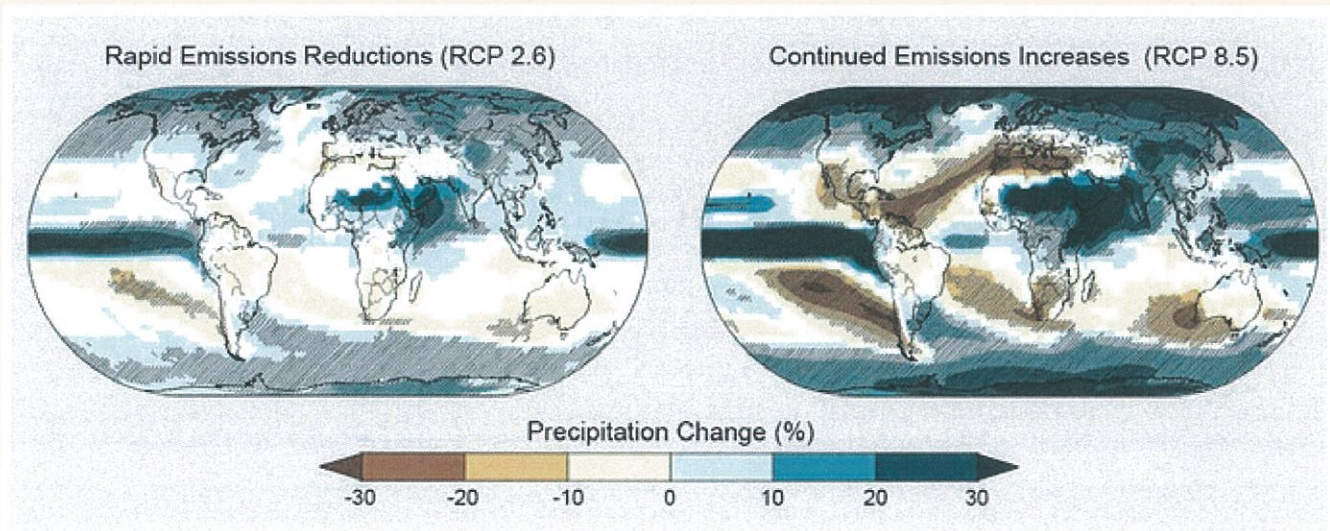 Rapid Emissions Reductions (RCP 2.6)
Continued Emissions Increases (RCP 8.5)
Precipitation Change (%)
-30 -20 -10 0 10 20 30